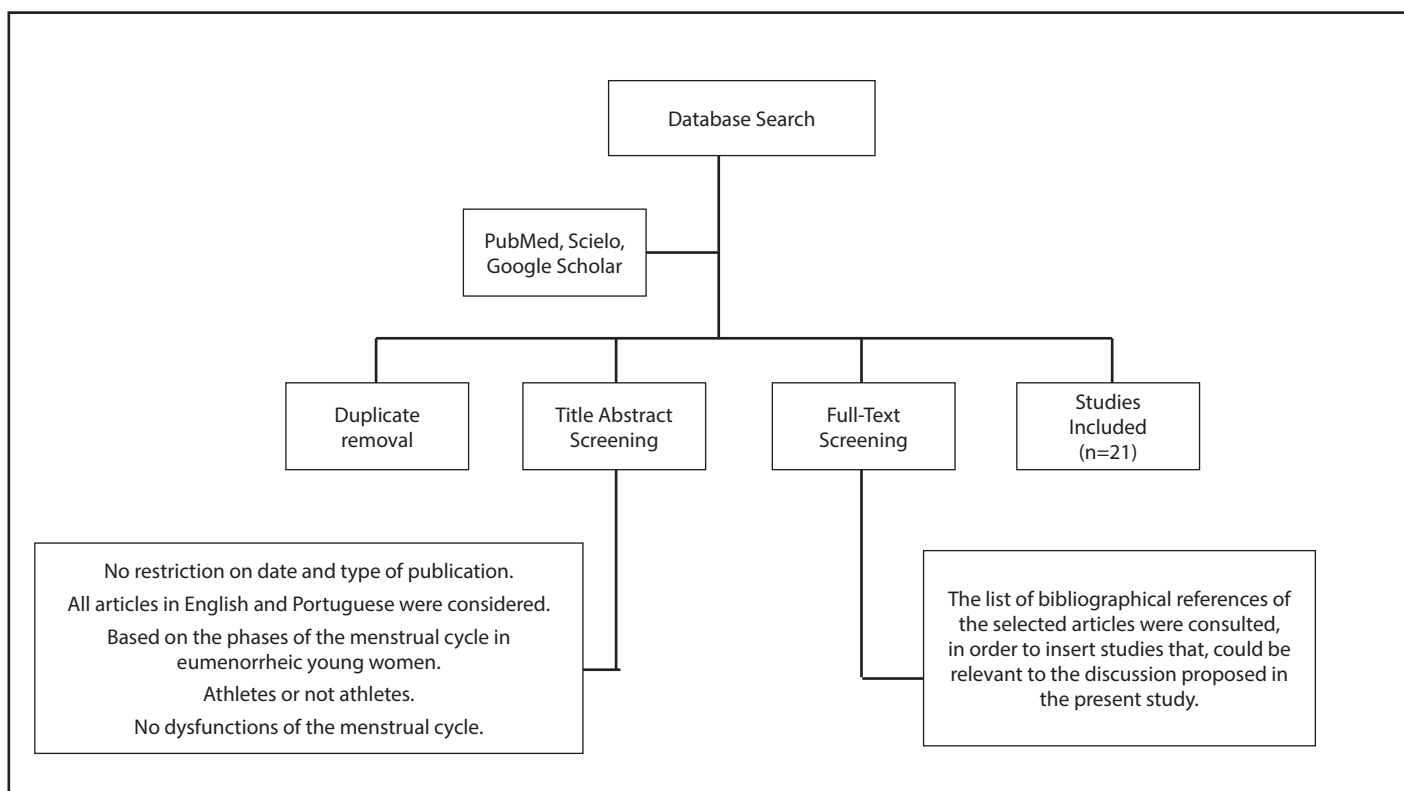 Database Search
PubMed, Scielo,
Google Scholar
Duplicate
removal
Title Abstract
Screening
Full-Text
Screening
Studies
Included
(n=21)
No restriction on date and type of publication.
All articles in English and Portuguese were considered.
Based on the phases of the menstrual cycle in
eumenorrheic young women.
Athletes or not athletes.
No dysfunctions of the menstrual cycle.
The list of bibliographical references of
the selected articles were consulted,
in order to insert studies that, could be
relevant to the discussion proposed in
the present study.